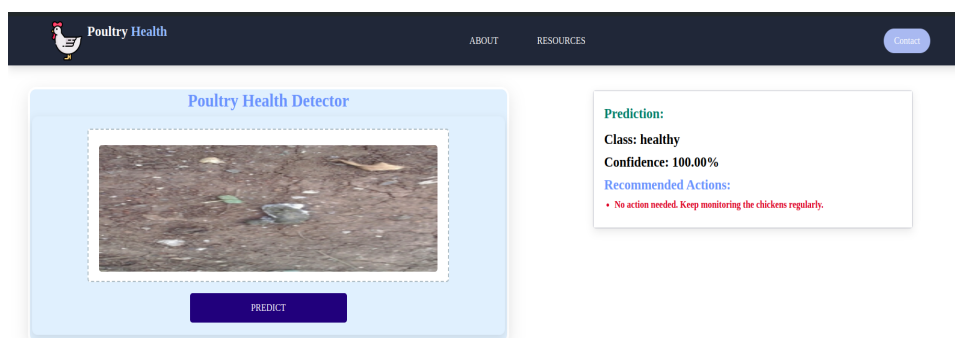 Poultry Health
ABOUT
RESOURCES
Contact
Poultry Health Detector
PREDICT
Prediction:
Class: healthy
Confidence: 100.00%
Recommended Actions:
• No action needed. Keep monitoring the chickens regularly.